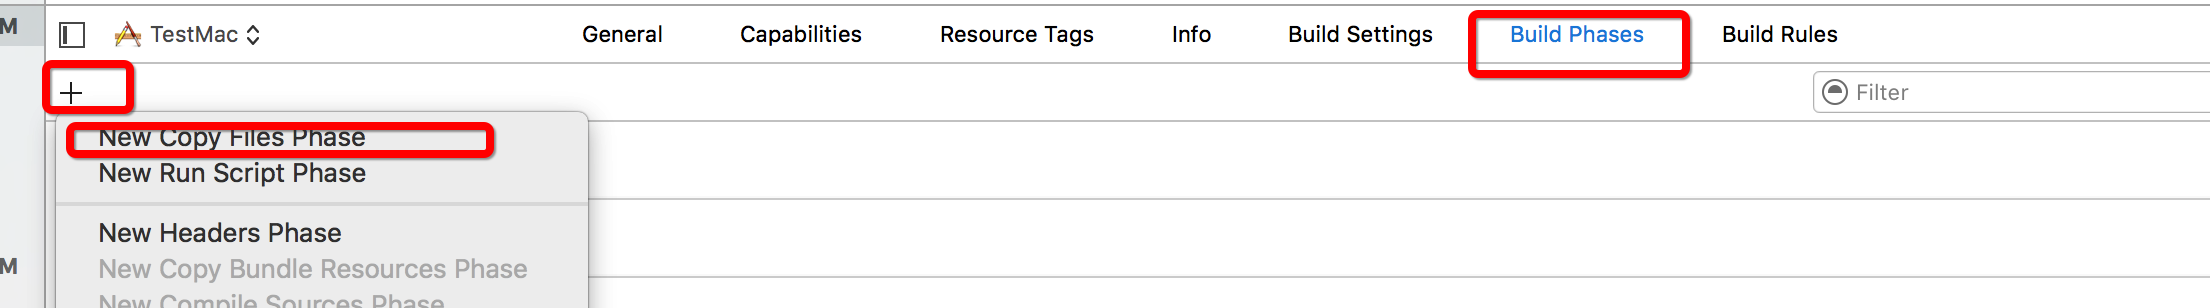 M
TestMac
General
Capabilities
Resource Tags
Info
Build Settings
Build Phases
Build Rules
Filter
New Copy Files Phase
New Run Script Phase
New Headers Phase
M
New Copy Bundle Resources Phase
New Compile Sources Phase